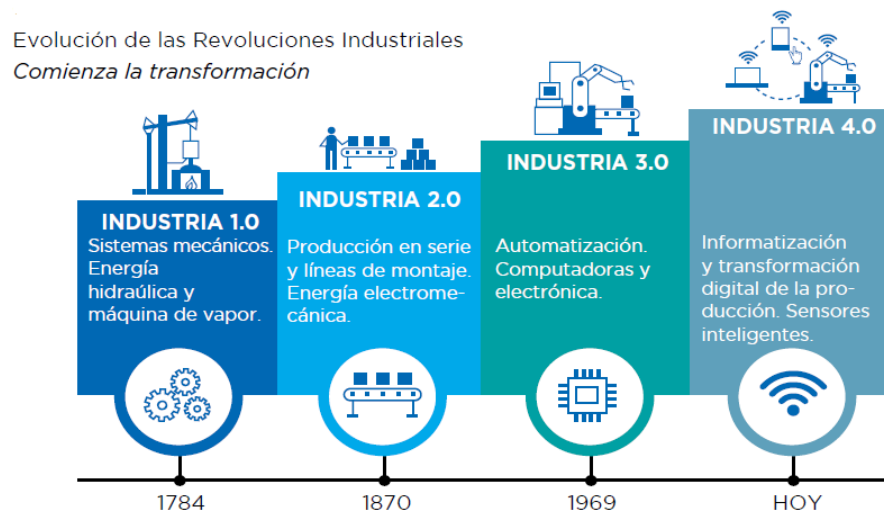 Evolución de las Revoluciones Industriales
Comienza la transformación
INDUSTRIA 1.0
Sistemas mecánicos.
Energía
hidraúlica y
máquina de vapor.
INDUSTRIA 2.0
Producción en serie
y líneas de montaje.
Energía electrome-
cánica.
INDUSTRIA 3.0
Automatización.
Computadoras y
electrónica.
INDUSTRIA 4.0
Informatización
y transformación
digital de la pro-
ducción. Sensores
inteligentes.
1784
1870
1969
HOY